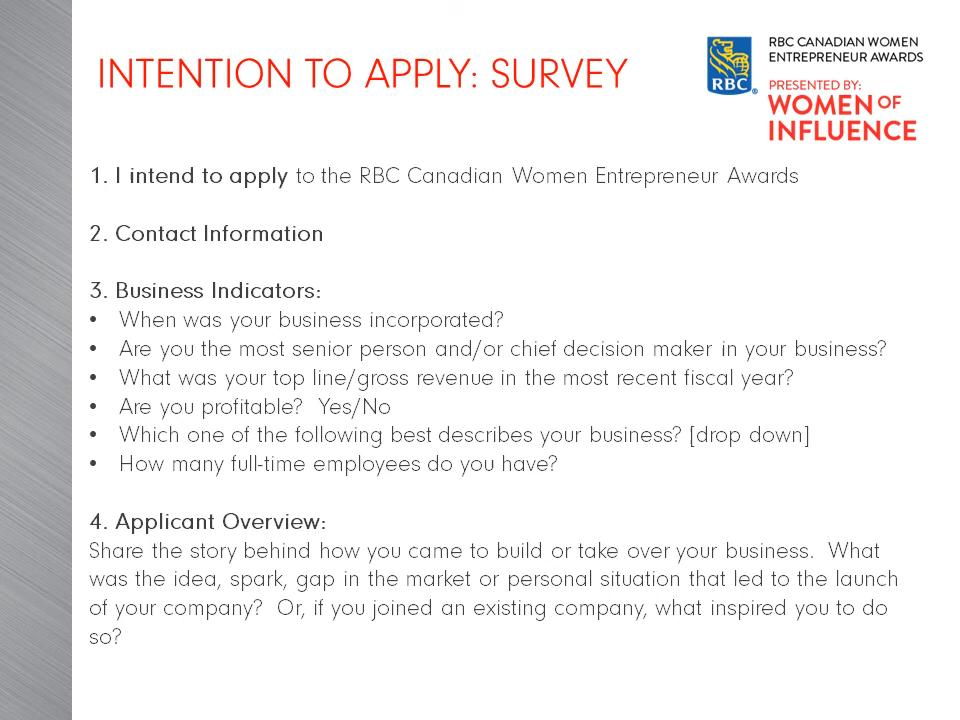 INTENTION TO APPLY: SURVEY
RBC
®
RBC CANADIAN WOMEN
ENTREPRENEUR AWARDS
PRESENTED BY:
WOMEN OF
INFLUENCE
1. I intend to apply to the RBC Canadian Women Entrepreneur Awards
2. Contact Information
3. Business Indicators:
• When was your business incorporated?
• Are you the most senior person and/or chief decision maker in your business?
• What was your top line/gross revenue in the most recent fiscal year?
• Are you profitable?  Yes/No
• Which one of the following best describes your business? [drop down]
• How many full-time employees do you have?
4. Applicant Overview:
Share the story behind how you came to build or take over your business.  What
was the idea, spark, gap in the market or personal situation that led to the launch
of your company?  Or, if you joined an existing company, what inspired you to do
so?